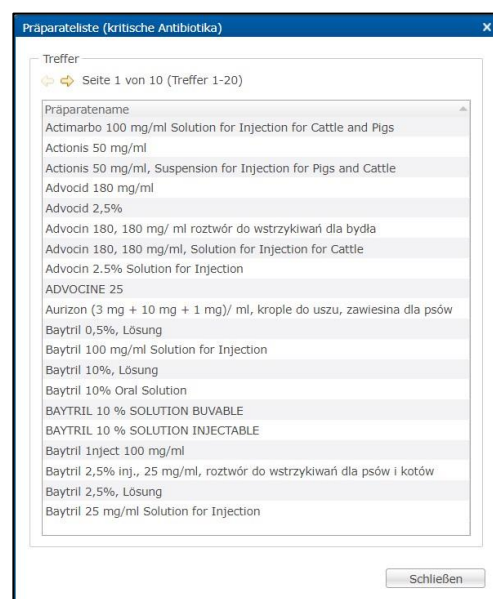 Präparateliste (kritische Antibiotika)
x
Treffer
Seite 1 von 10 (Treffer 1-20)
Präparatename
Actimarbo 100 mg/ml Solution for Injection for Cattle and Pigs
Actionis 50 mg/ml
Actionis 50 mg/ml, Suspension for Injection for Pigs and Cattle
Advocid 180 mg/ml
Advocid 2,5%
Advocin 180, 180 mg/ ml roztwór do wstrzykiwań dla bydła
Advocin 180, 180 mg/ml, Solution for Injection for Cattle
Advocin 2.5% Solution for Injection
ADVOCINE 25
Aurizon (3 mg + 10 mg + 1 mg)/ ml, krople do uszu, zawiesina dla psów
Baytril 0,5%, Lösung
Baytril 100 mg/ml Solution for Injection
Baytril 10%, Lösung
Baytril 10% Oral Solution
BAYTRIL 10 % SOLUTION BUVABLE
BAYTRIL 10 % SOLUTION INJECTABLE
Baytril 1nject 100 mg/ml
Baytril 2,5% inj., 25 mg/ml, roztwór do wstrzykiwań dla psów i kotów
Baytril 2,5%, Lösung
Baytril 25 mg/ml Solution for Injection
Schließen